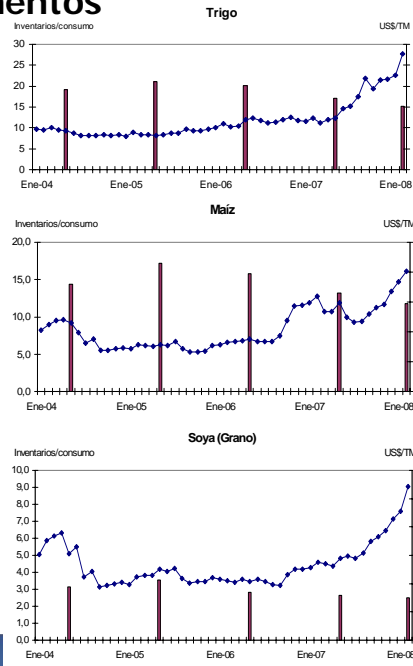 Trigo
Inventarios/consumo US$/TM
30
25
20
15
10
5
0
Ene-04 Ene-05 Ene-06 Ene-07 Ene-08
Maíz
Inventarios/consumo US$/TM
20,0
15,0
10,0
5,0
0,0
Ene-04 Ene-05 Ene-06 Ene-07 Ene-08
Soya (Grano)
Inventarios/consumo US$/TM
10,0
9,0
8,0
7,0
6,0
5,0
4,0
3,0
2,0
1,0
0,0
Ene-04 Ene-05 Ene-06 Ene-07 Ene-08